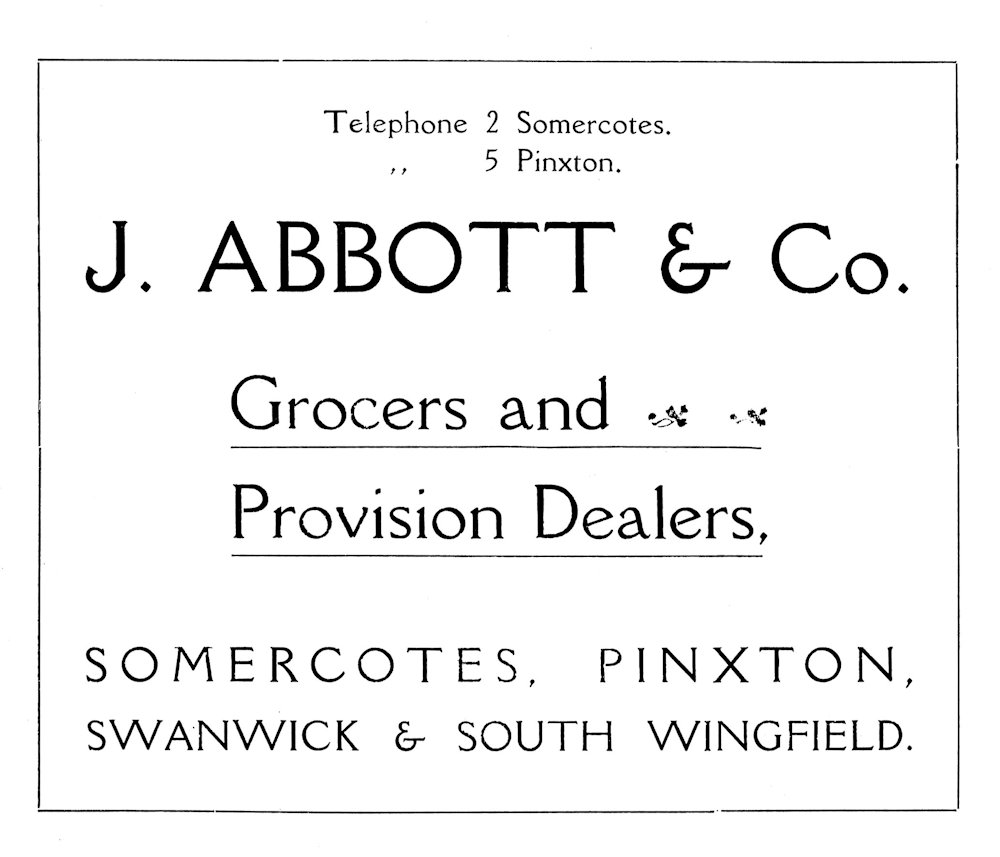 Telephone 2 Somercotes.
,, 5 Pinxton.
J. ABBOTT & Co.
Grocers and
Provision Dealers,
SOMERCOTES, PINXTON,
SWANWICK & SOUTH WINGFIELD.